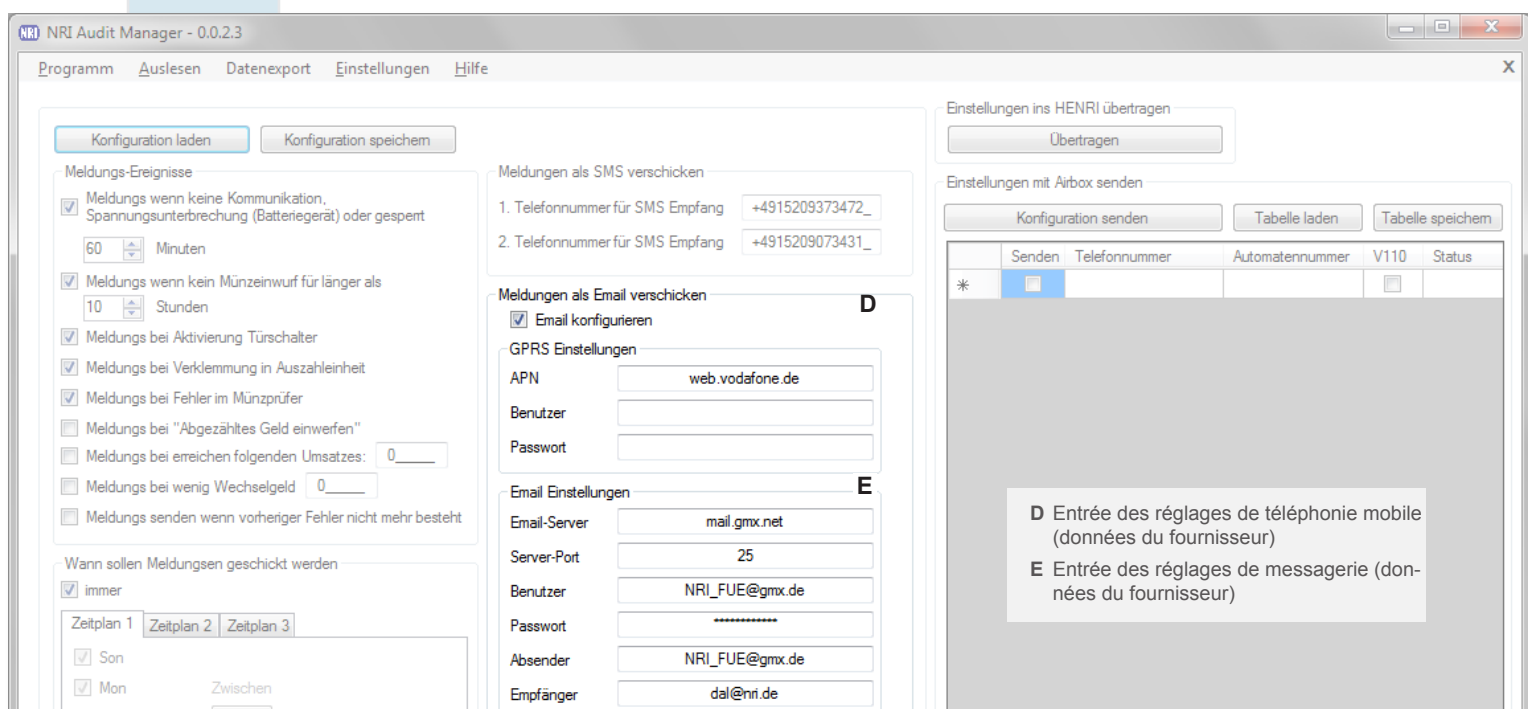 NRI NRI Audit Manager - 0.0.2.3
Programm Auslesen Datenexport Einstellungen Hilfe X
Konfiguration laden Konfiguration speichern
Meldungs-Ereignisse
Meldungs wenn keine Kommunikation,
Spannungsunterbrechung (Batteriegerät) oder gesperrt
60 Minuten
Meldungs wenn kein Münzeinwurf für länger als
10 Stunden
Meldungs bei Aktivierung Türschalter
Meldungs bei Verklemmung in Auszahleinheit
Meldungs bei Fehler im Münzprüfer
Meldungs bei "Abgezähltes Geld einwerfen"
Meldungs bei erreichen folgenden Umsatzes: 0_____
Meldungs bei wenig Wechselgeld 0_____
Meldungs senden wenn vorheriger Fehler nicht mehr besteht
Wann sollen Meldungsen geschickt werden
immer
Zeitplan 1 Zeitplan 2 Zeitplan 3
Son
Mon Zwischen
Meldungen als SMS verschicken
1. Telefonnummer für SMS Empfang +4915209373472_
2. Telefonnummer für SMS Empfang +4915209073431_
Meldungen als Email verschicken D
Email konfigurieren
GPRS Einstellungen
APN web.vodafone.de
Benutzer
Passwort
Email Einstellungen E
Email-Server mail.gmx.net
Server-Port 25
Benutzer NRI_FUE@gmx.de
Passwort ************
Absender NRI_FUE@gmx.de
Empfänger dal@nri.de
Einstellungen ins HENRI übertragen
Übertragen
Einstellungen mit Airbox senden
Konfiguration senden Tabelle laden Tabelle speichern
Senden Telefonnummer Automatennummer V110 Status
D Entrée des réglages de téléphonie mobile
(données du fournisseur)
E Entrée des réglages de messagerie (don-
nées du fournisseur)